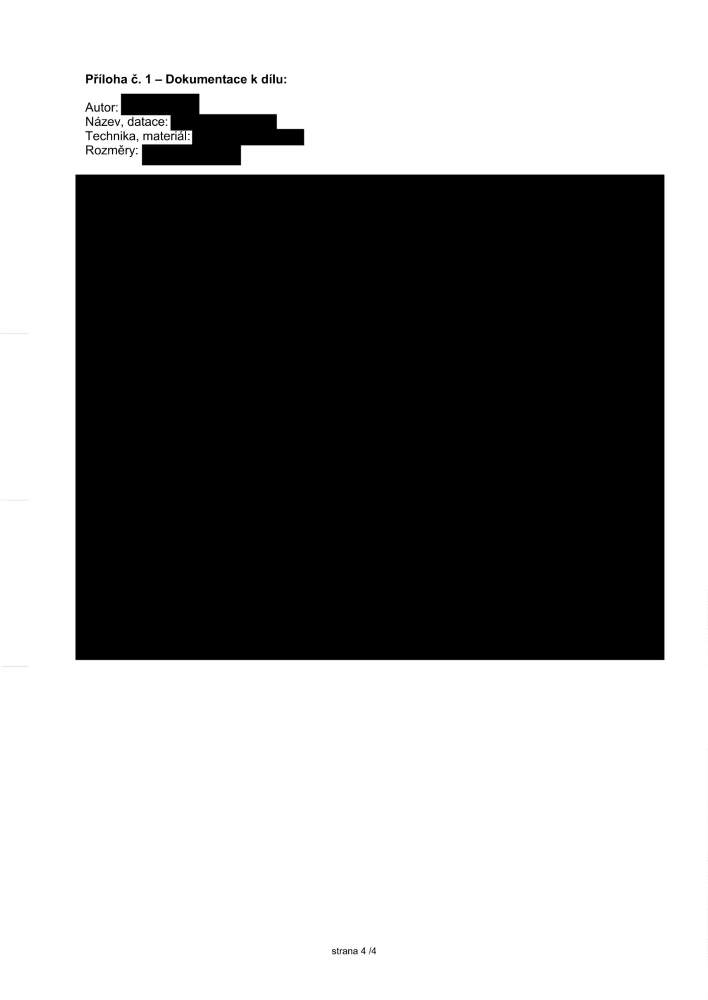 Příloha č. 1 – Dokumentace k dílu:
Autor:
Název, datace:
Technika, materiál:
Rozměry:
strana 4 /4